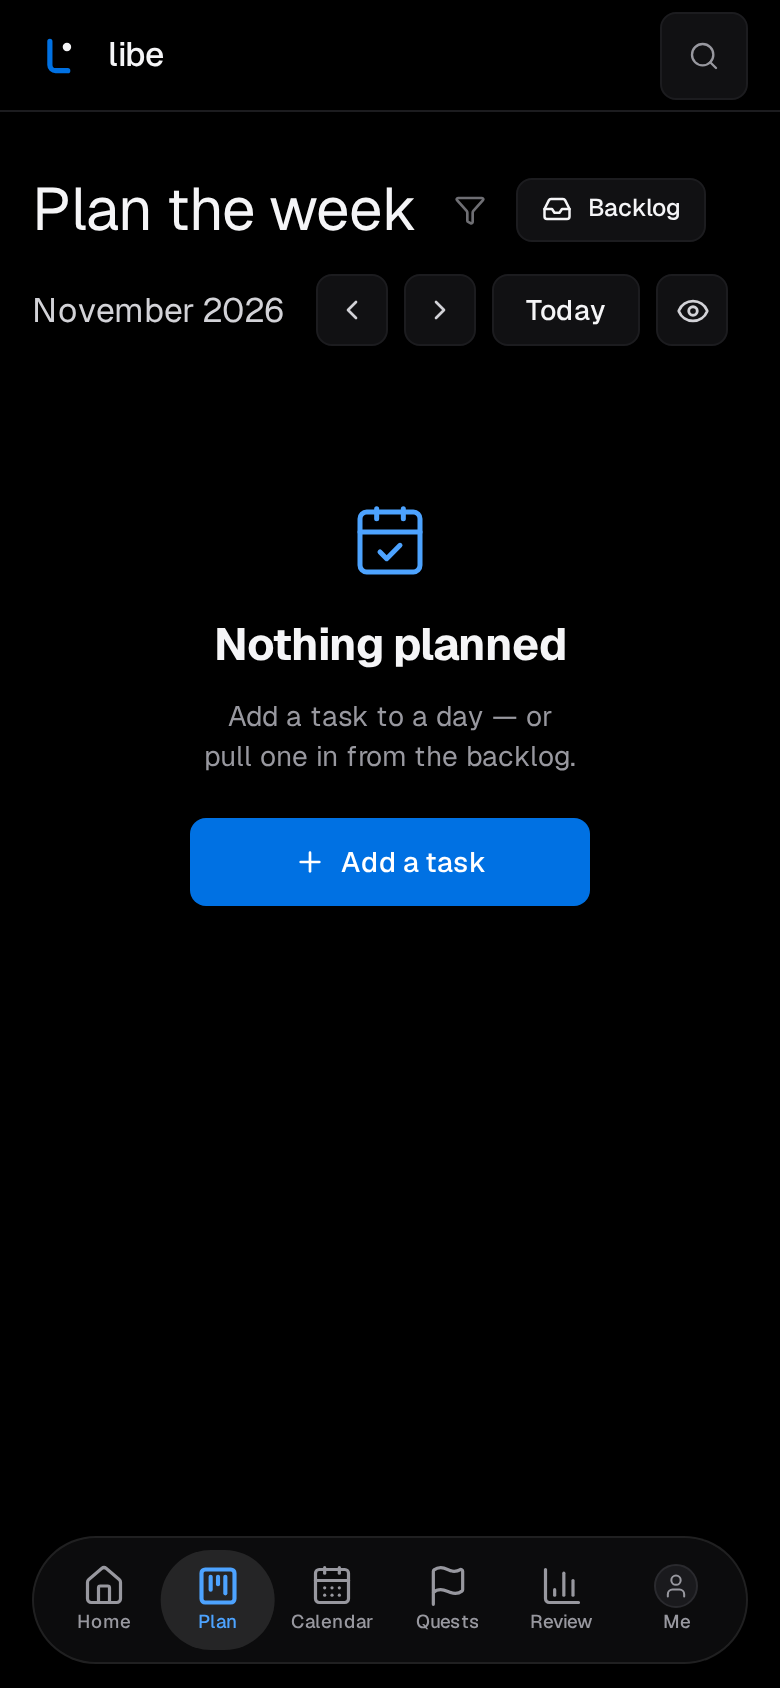 libe
Plan the week
Backlog
November 2026
Today
Nothing planned
Add a task to a day — or
pull one in from the backlog.
Add a task
Home
Plan
Calendar
Quests
Review
Me